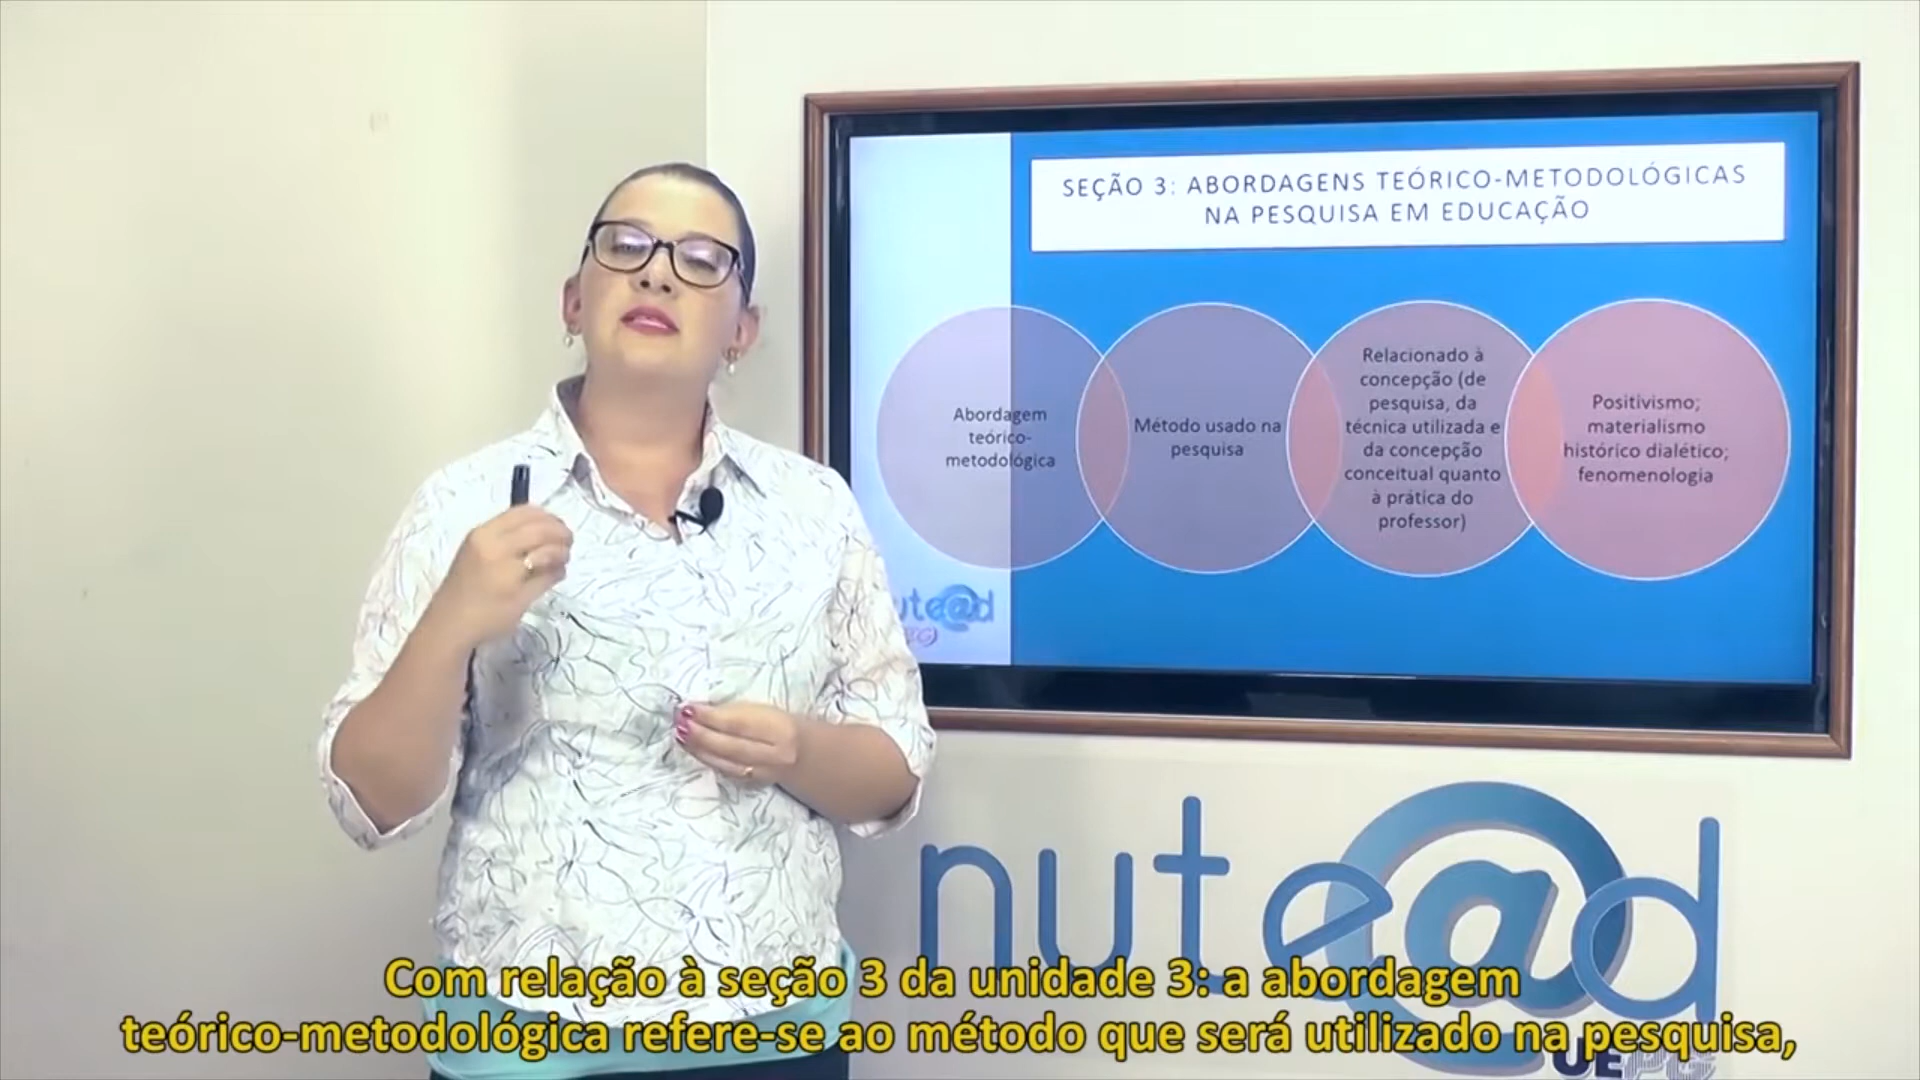 SEÇÃO 3: ABORDAGENS TEÓRICO-METODOLÓGICAS
NA PESQUISA EM EDUCAÇÃO
Abordagem
teórico-
metodológica
Método usado na
pesquisa
Relacionado à
concepção (de
pesquisa, da
técnica utilizada e
da concepção
conceitual quanto
à prática do
professor)
Positivismo;
materialismo
histórico dialético;
fenomenologia
ute@d
nute@d
UEPG
Com relação à seção 3 da unidade 3: a abordagem
teórico-metodológica refere-se ao método que será utilizado na pesquisa,